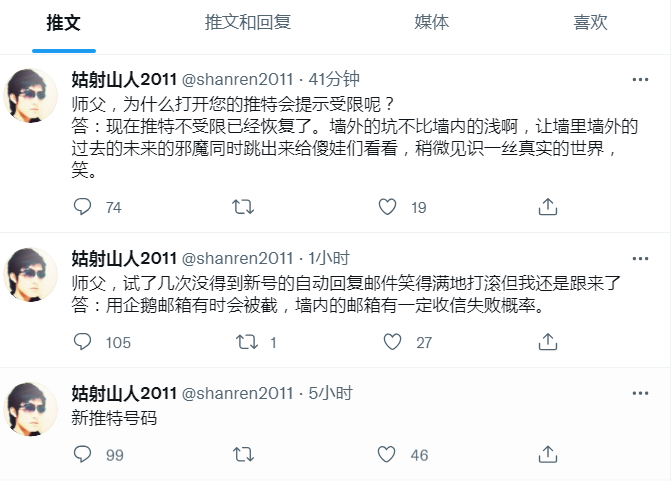 推文 推文和回复 媒体 喜欢
姑射山人2011 @shanren2011 · 41分钟
师父，为什么打开您的推特会提示受限呢？
答：现在推特不受限已经恢复了。墙外的坑不比墙内的浅啊，让墙里墙外的
过去的未来的邪魔同时跳出来给傻娃们看看，稍微见识一丝真实的世界，
笑。
74 19
姑射山人2011 @shanren2011 · 1小时
师父，试了几次没得到新号的自动回复邮件笑得满地打滚但我还是跟来了
答：用企鹅邮箱有时会被截，墙内的邮箱有一定收信失败概率。
105 1 27
姑射山人2011 @shanren2011 · 5小时
新推特号码
99 46